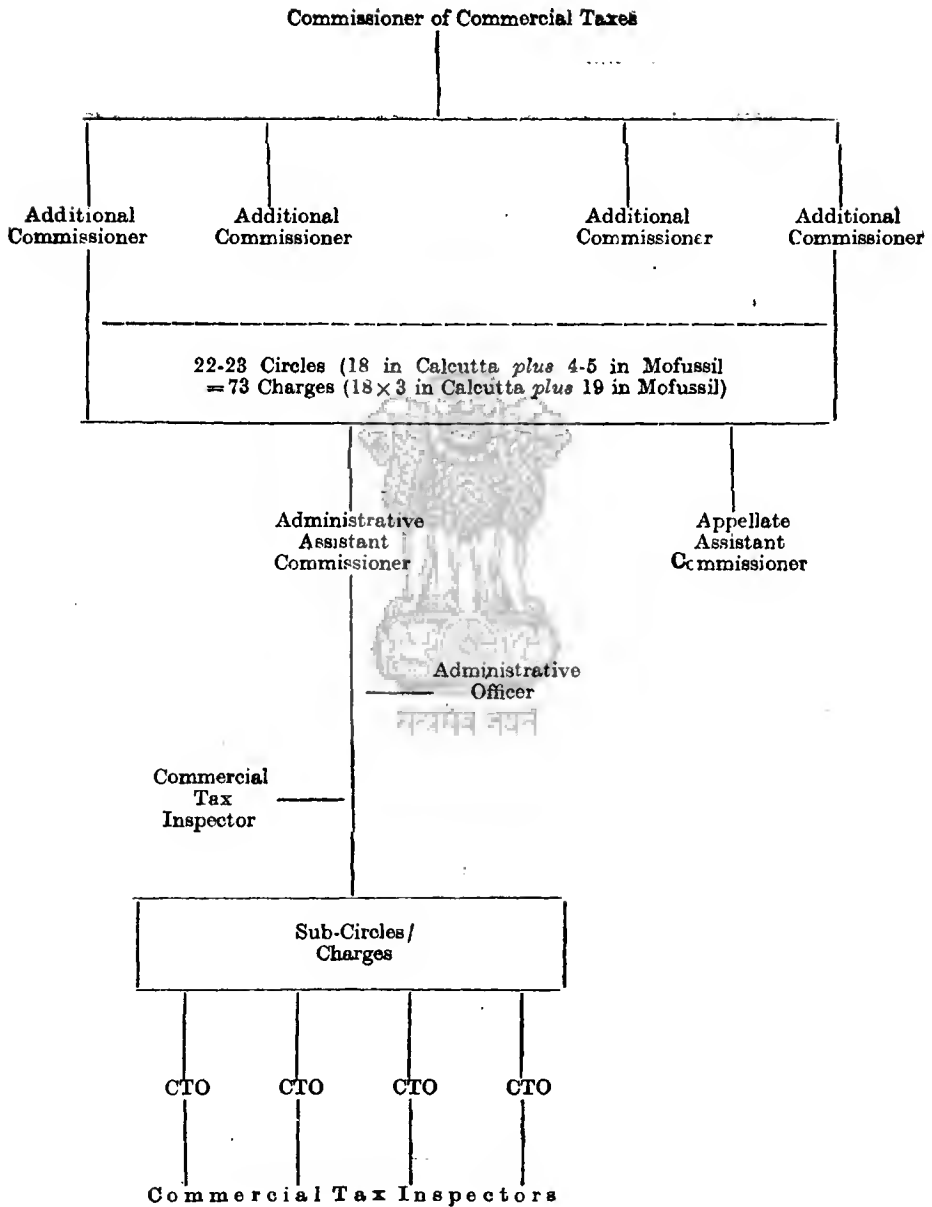 Commissioner of Commercial Taxes
Additional Commissioner
Additional Commissioner
Additional Commissioner
Additional Commissioner
22-23 Circles (18 in Calcutta plus 4-5 in Mofussil
=73 Charges (18×3 in Calcutta plus 19 in Mofussil)
Administrative
Assistant
Commissioner
Appellate
Assistant
Commissioner
Administrative
Officer
सत्यमेव जयते
Commercial
Tax
Inspector
Sub-Circles/
Charges
CTO CTO CTO CTO
Commercial Tax Inspectors